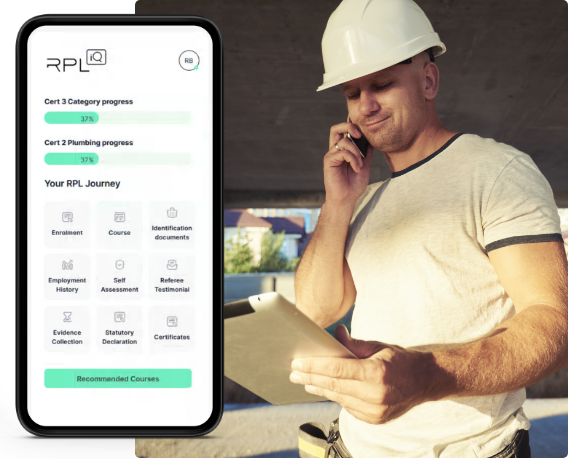 RPL iQ
RB
Cert 3 Category progress
37%
Cert 2 Plumbing progress
37%
Your RPL Journey
Enrolment
Course
Identification
documents
Employment
History
Self
Assessment
Referee
Testimonial
Evidence
Collection
Statutory
Declaration
Certificates
Recommended Courses